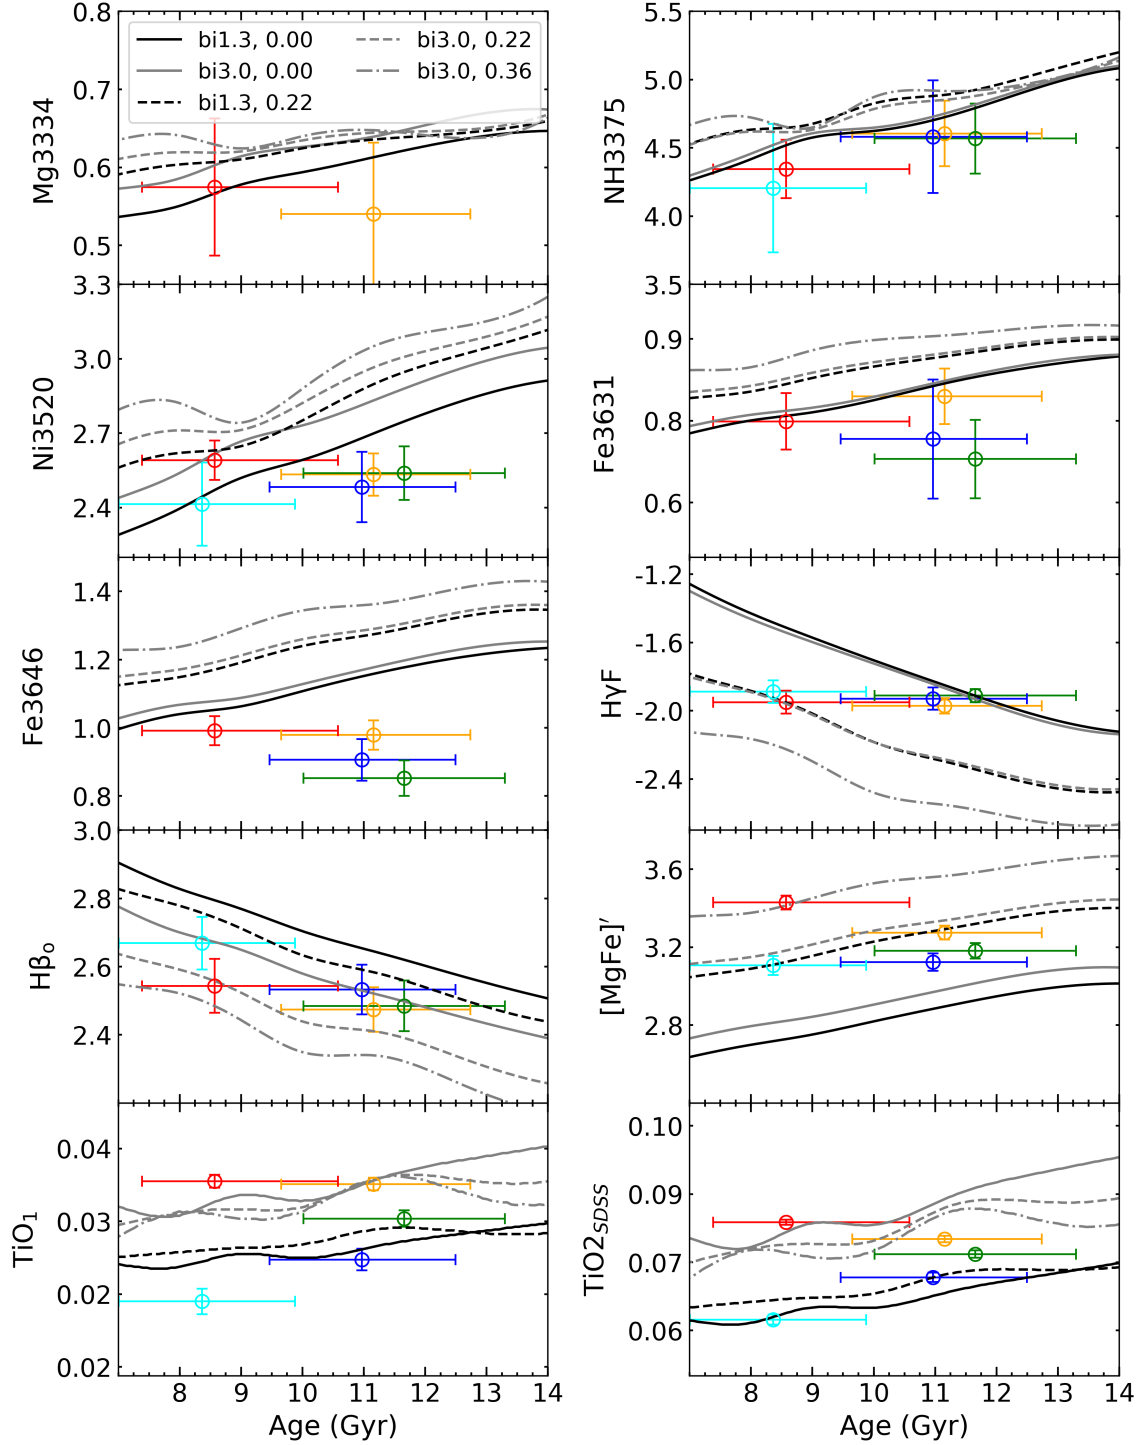 0.8
0.7
0.6
0.5
3.3
Mg3334
bi1.3, 0.00
bi3.0, 0.00
bi1.3, 0.22
bi3.0, 0.22
bi3.0, 0.36
5.5
5.0
4.5
4.0
3.5
NH3375
3.3
3.0
2.7
2.4
Ni3520
0.9
0.8
0.6
Fe3631
1.4
1.2
1.0
0.8
3.0
Fe3646
-1.2
-1.6
-2.0
-2.4
HγF
2.8
2.6
2.4
Hβo
3.6
3.2
2.8
[MgFe]′
0.04
0.03
0.02
0.02
TiO1
8 9 10 11 12 13 14
Age (Gyr)
0.10
0.09
0.07
0.06
TiO2SDSS
8 9 10 11 12 13 14
Age (Gyr)